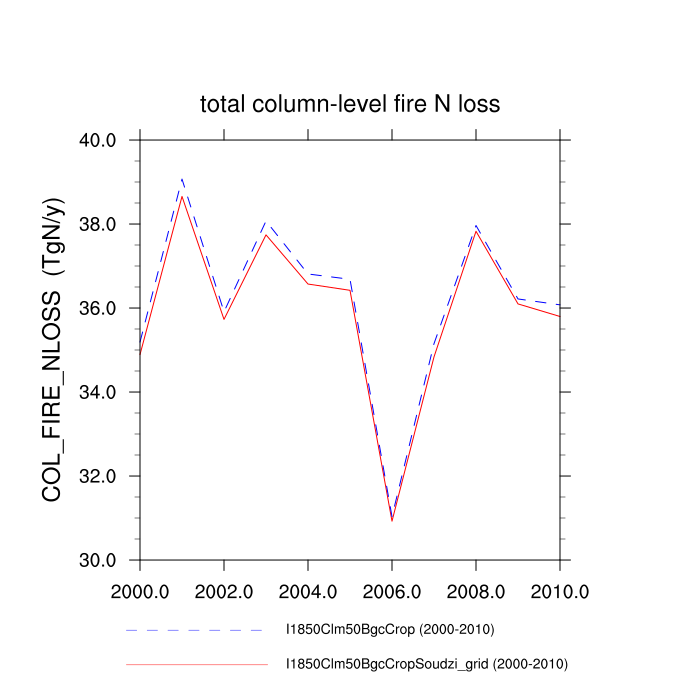 total column-level fire N loss
COL_FIRE_NLOSS (TgN/y)
40.0
38.0
36.0
34.0
32.0
30.0
2000.0 2002.0 2004.0 2006.0 2008.0 2010.0
I1850Clm50BgcCrop (2000-2010)
I1850Clm50BgcCropSoudzi_grid (2000-2010)